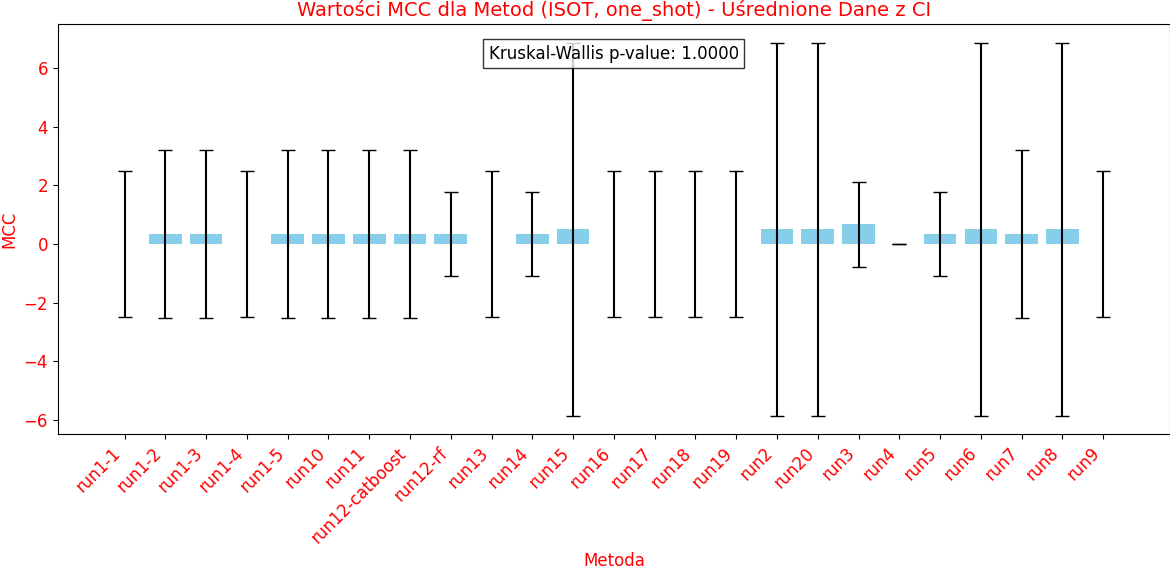 Wartości MCC dla Metod (ISOT, one_shot) - Uśrednione Dane z CI
Kruskal-Wallis p-value: 1.0000
MCC
6
4
2
0
−2
−4
−6
run1-1
run1-2
run1-3
run1-4
run1-5
run10
run11
run12-catboost
run12-rf
run13
run14
run15
run16
run17
run18
run19
run2
run20
run3
run4
run5
run6
run7
run8
run9
Metoda